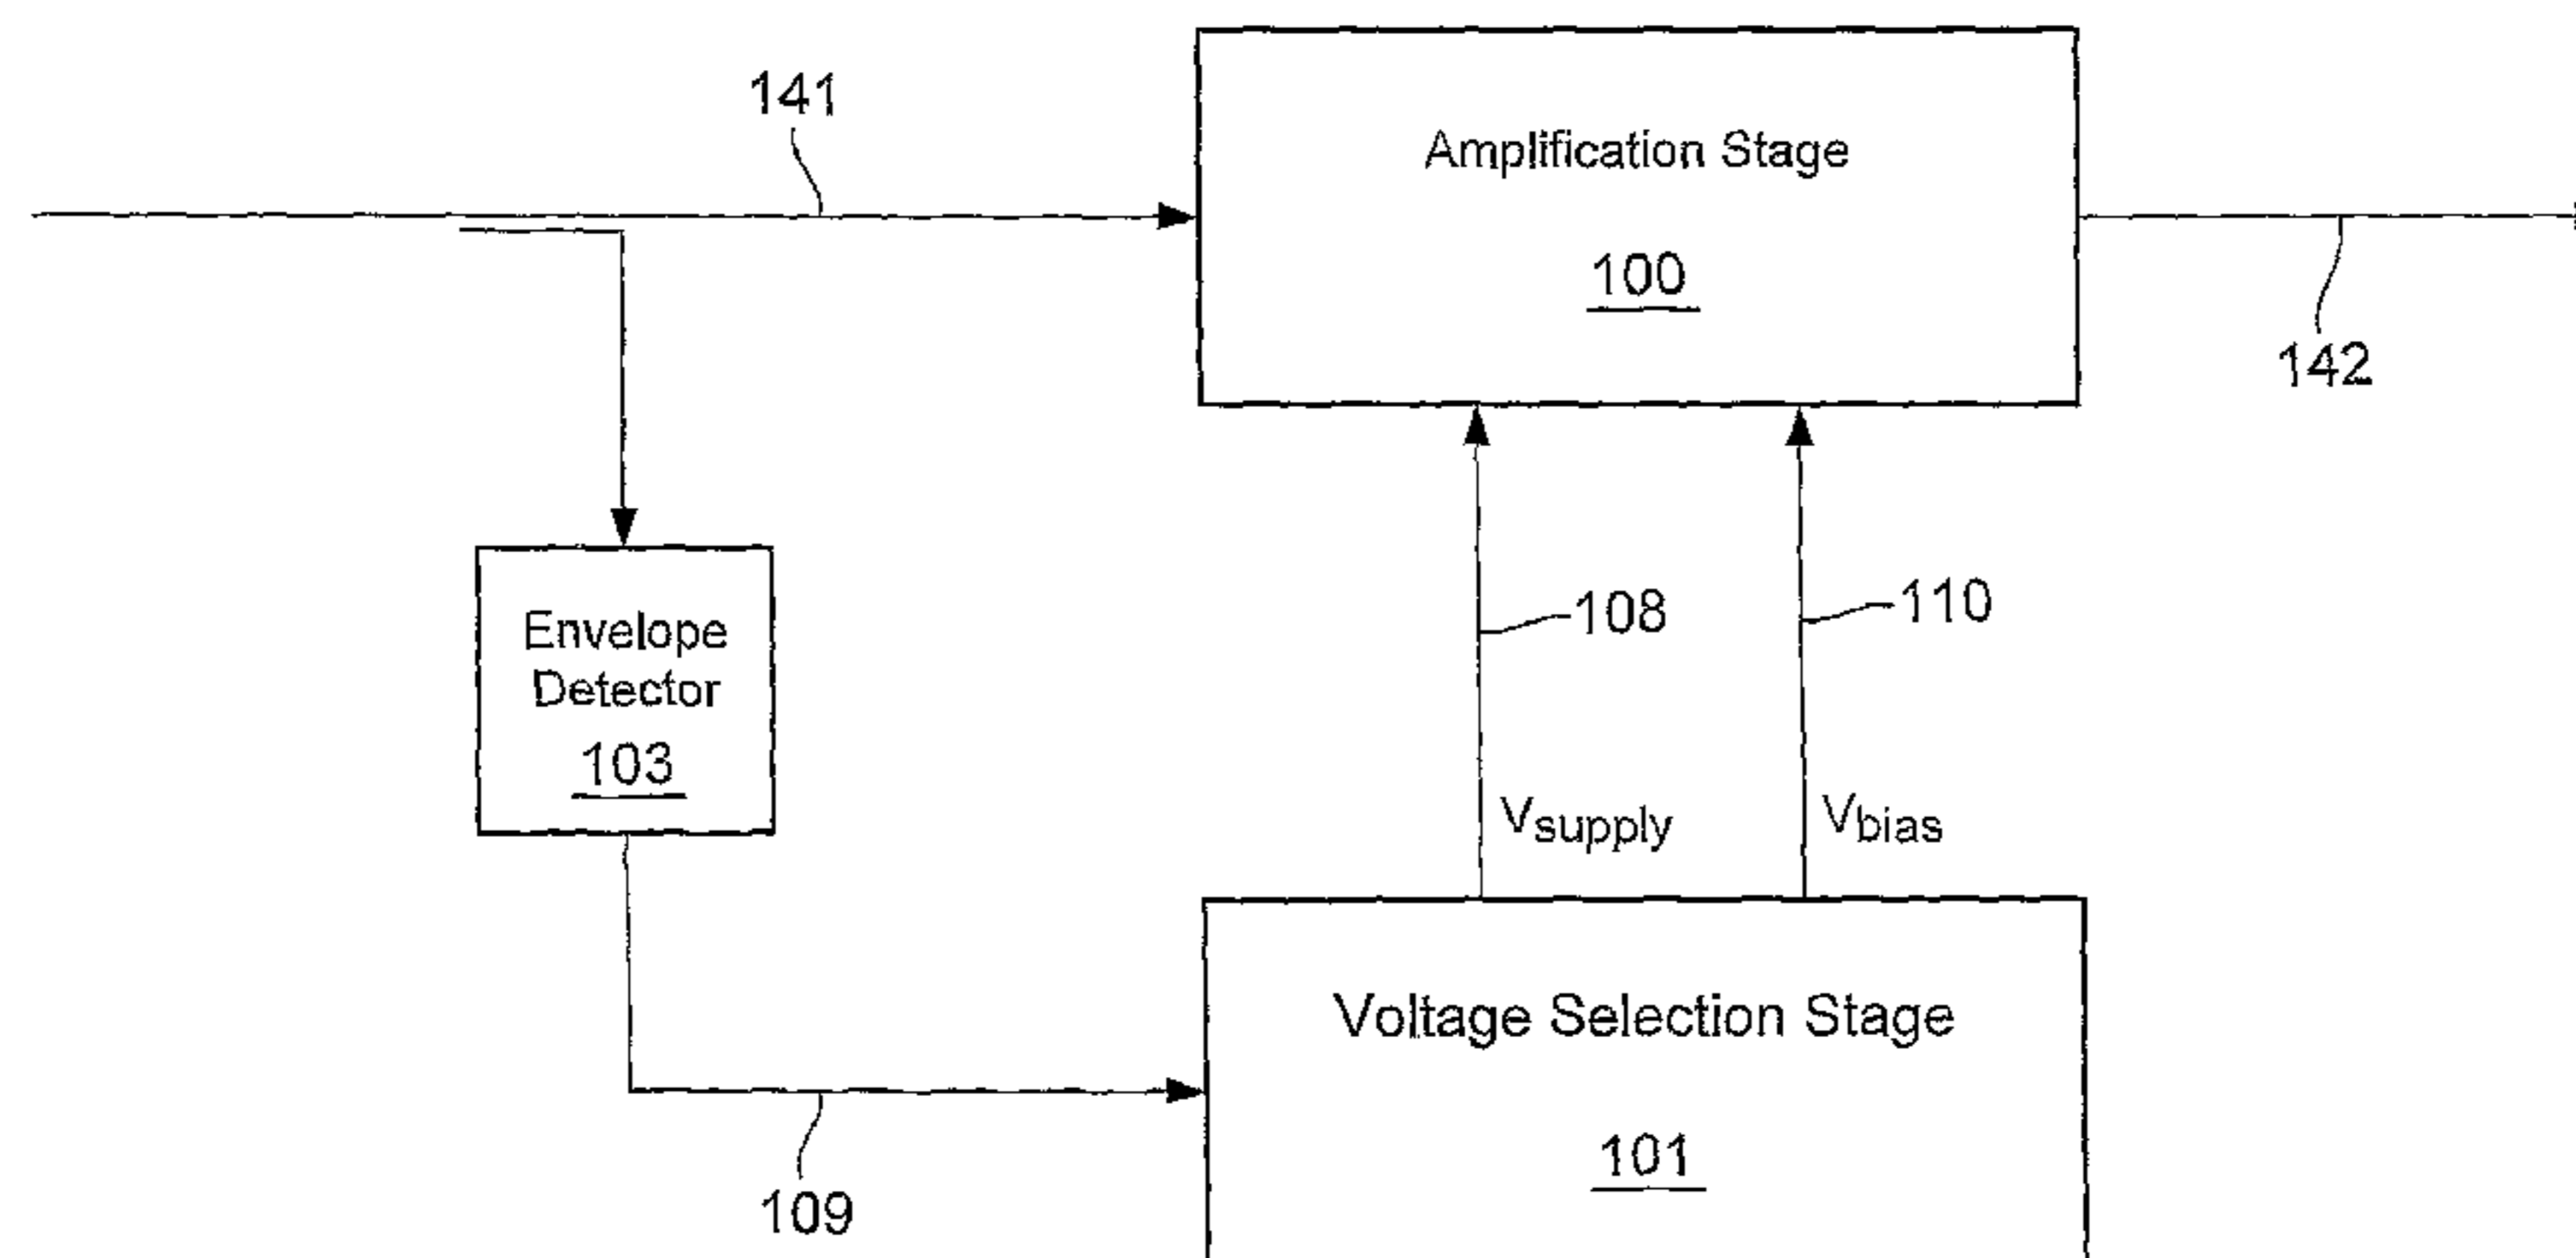 141
Amplification Stage
100
142
Envelope
Detector
103
108
110
Vsupply
Vbias
Voltage Selection Stage
101
109